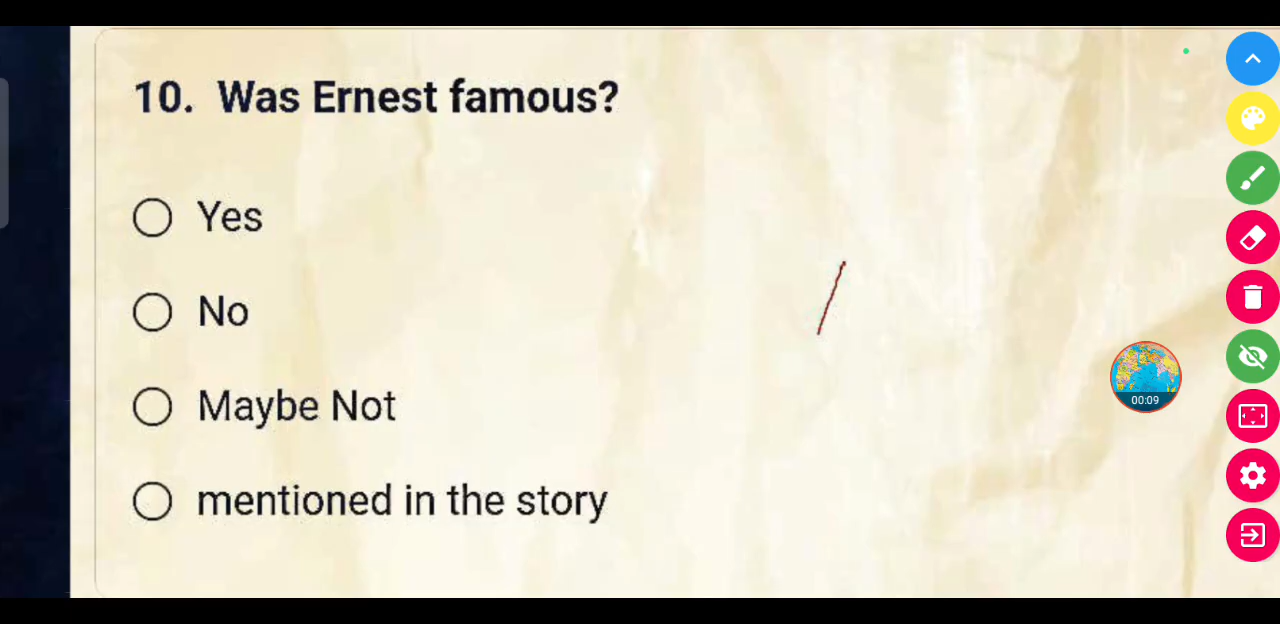 10. Was Ernest famous?
Yes
No
Maybe Not
mentioned in the story
00:09